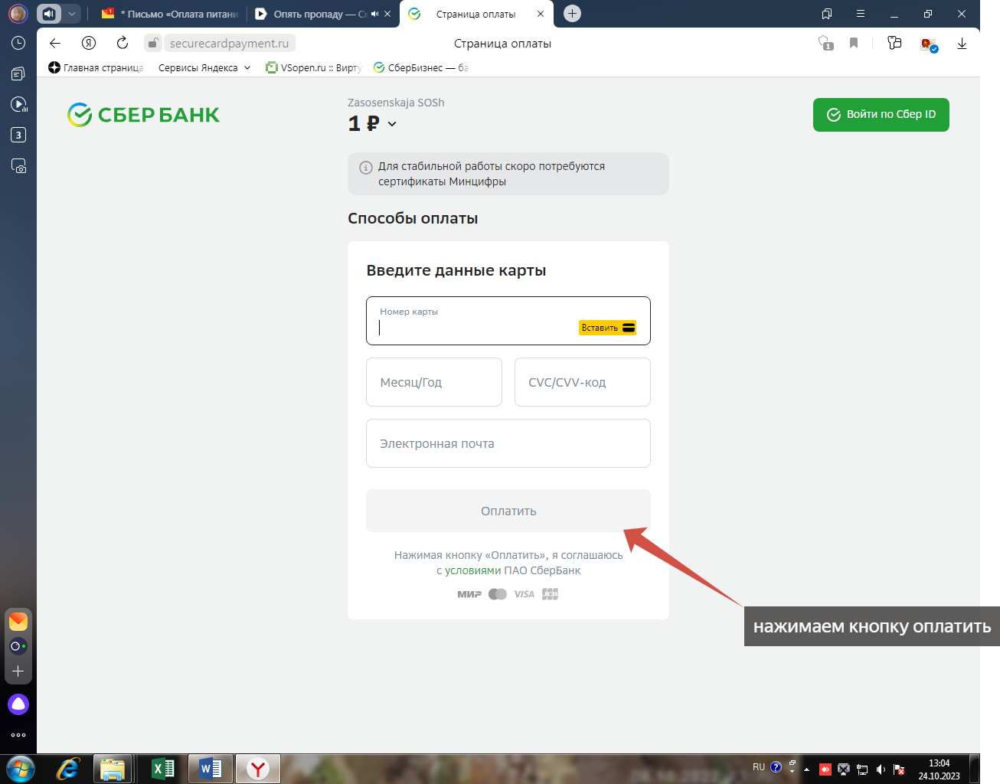 * Письмо «Оплата питани
Опять пропаду — Си
Страница оплаты
Я
securecardpayment.ru
Страница оплаты
1
Главная страница
Сервисы Яндекса
VSopen.ru :: Вирту
СберБизнес — ба
3
СБЕР БАНК
Zasosenskaja SOSh
1 ₽
Войти по Сбер ID
Для стабильной работы скоро потребуются
сертификаты Минцифры
Способы оплаты
Введите данные карты
Номер карты
Вставить
Месяц/Год
CVC/CVV-код
Электронная почта
Оплатить
Нажимая кнопку «Оплатить», я соглашаюсь
с условиями ПАО СберБанк
МИР
VISA
JCB
нажимаем кнопку оплатить
RU
13:04
24.10.2023